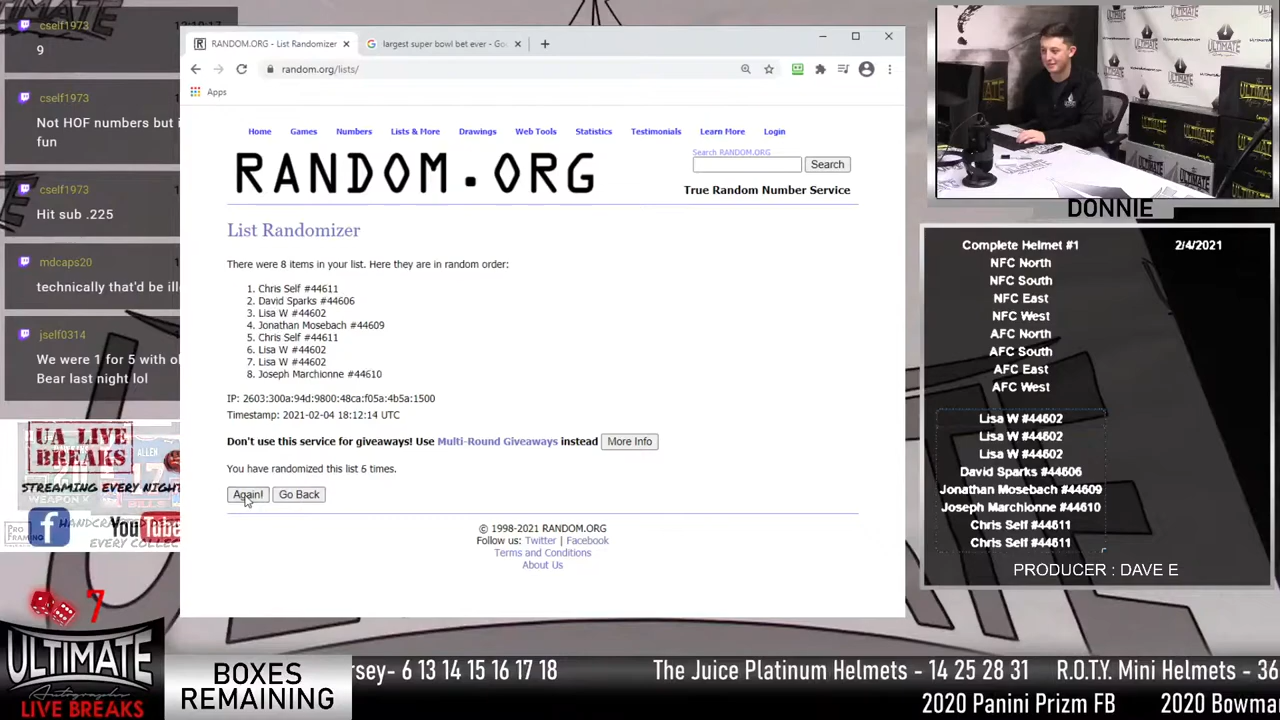 cself1973
9
cself1973
Not HOF numbers but i
fun
cself1973
Hit sub .225
mdcaps20
technically that'd be ill
jself0314
We were 1 for 5 with ol
Bear last night lol
RANDOM.ORG - List Randomizer
largest super bowl bet ever - Go
random.org/lists/
Apps
Home Games Numbers Lists & More Drawings Web Tools Statistics Testimonials Learn More Login
RANDOM.ORG
Search RANDOM.ORG
Search
True Random Number Service
List Randomizer
There were 8 items in your list. Here they are in random order:
1. Chris Self #44611
2. David Sparks #44606
3. Lisa W #44602
4. Jonathan Mosebach #44609
5. Chris Self #44611
6. Lisa W #44602
7. Lisa W #44602
8. Joseph Marchionne #44610
IP: 2603:300a:94d:9800:48ca:f05a:4b5a:1500
Timestamp: 2021-02-04 18:12:14 UTC
Don't use this service for giveaways! Use Multi-Round Giveaways instead More Info
You have randomized this list 6 times.
Again! Go Back
© 1998-2021 RANDOM.ORG
Follow us: Twitter | Facebook
Terms and Conditions
About Us
ULTIMATE
DONNIE
Complete Helmet #1 2/4/2021
NFC North
NFC South
NFC East
NFC West
AFC North
AFC South
AFC East
AFC West
Lisa W #44602
Lisa W #44602
Lisa W #44602
David Sparks #44606
Jonathan Mosebach #44609
Joseph Marchionne #44610
Chris Self #44611
Chris Self #44611
PRODUCER : DAVE E
UA LIVE
BREAKS
STREAMING EVERY NIGHT
PRO
FRAMING
f
YouTube
EVERY COLLEC
7
ULTIMATE
Autographs
LIVE BREAKS
BOXES
REMAINING
rsey- 6 13 14 15 16 17 18 The Juice Platinum Helmets - 14 25 28 31 R.O.T.Y. Mini Helmets - 36
2020 Panini Prizm FB 2020 Bowma